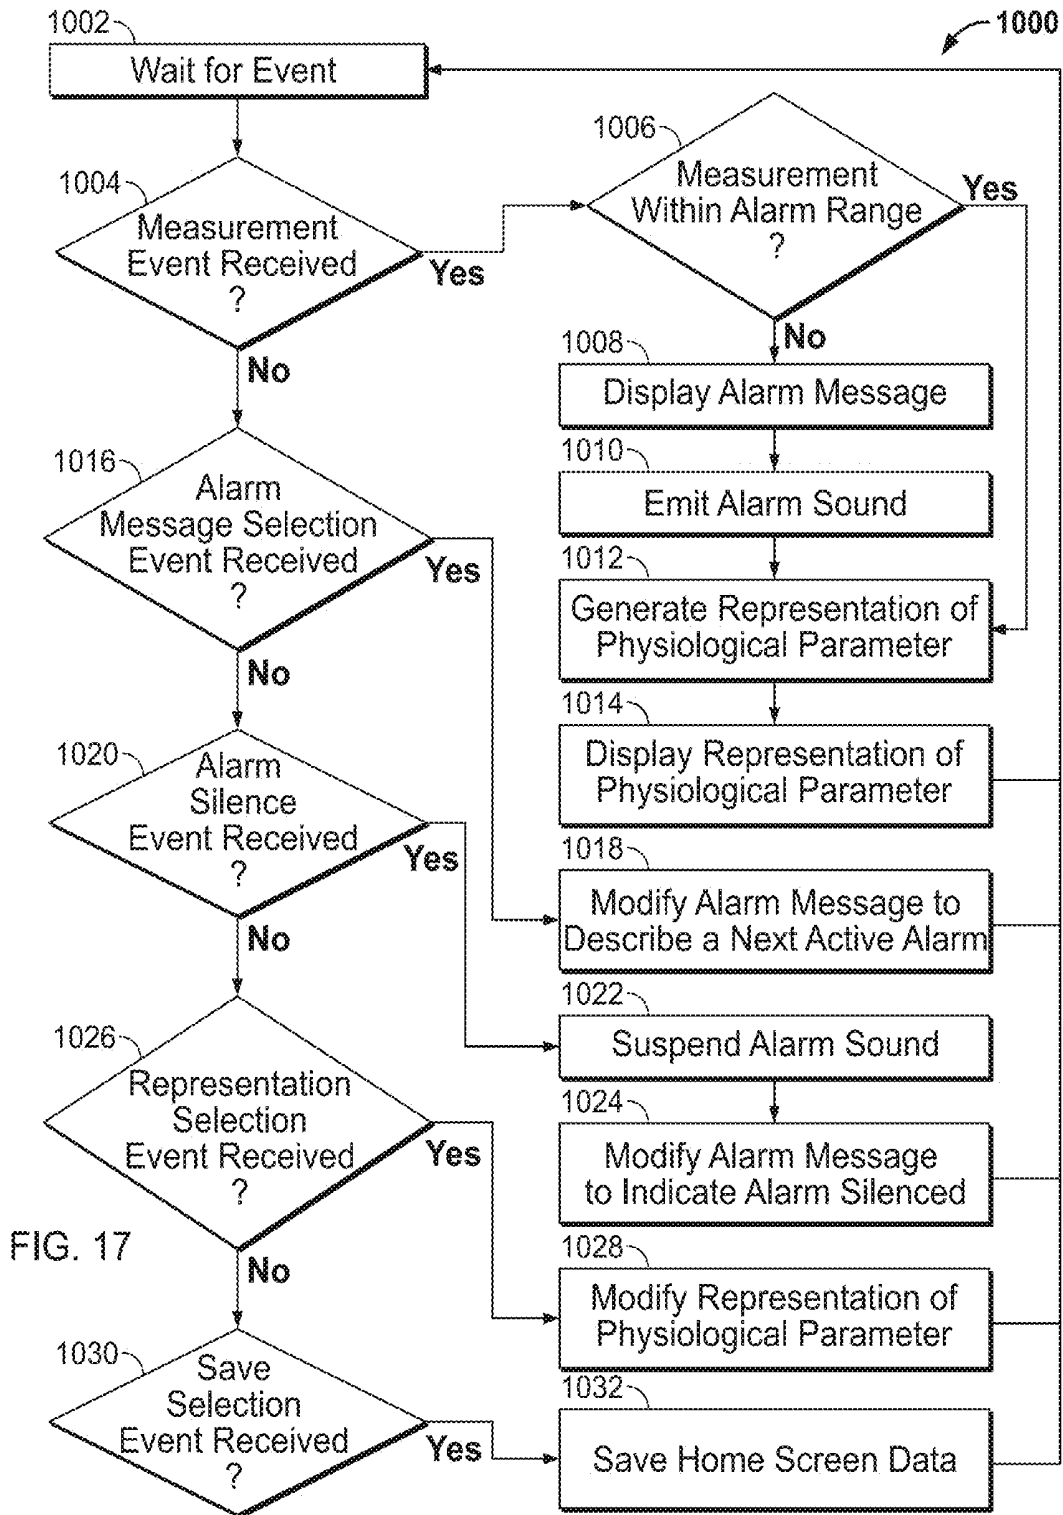 1000
1002
Wait for Event
1004
Measurement
Event Received
?
Yes
No
1006
Measurement
Within Alarm Range
?
Yes
No
1008
Display Alarm Message
1010
Emit Alarm Sound
1012
Generate Representation of
Physiological Parameter
1014
Display Representation of
Physiological Parameter
1016
Alarm
Message Selection
Event Received
?
Yes
No
1018
Modify Alarm Message to
Describe a Next Active Alarm
1020
Alarm
Silence
Event Received
?
Yes
No
1022
Suspend Alarm Sound
1024
Modify Alarm Message
to Indicate Alarm Silenced
1026
Representation
Selection
Event Received
?
Yes
No
1028
Modify Representation of
Physiological Parameter
FIG. 17
1030
Save
Selection
Event Received
?
Yes
1032
Save Home Screen Data